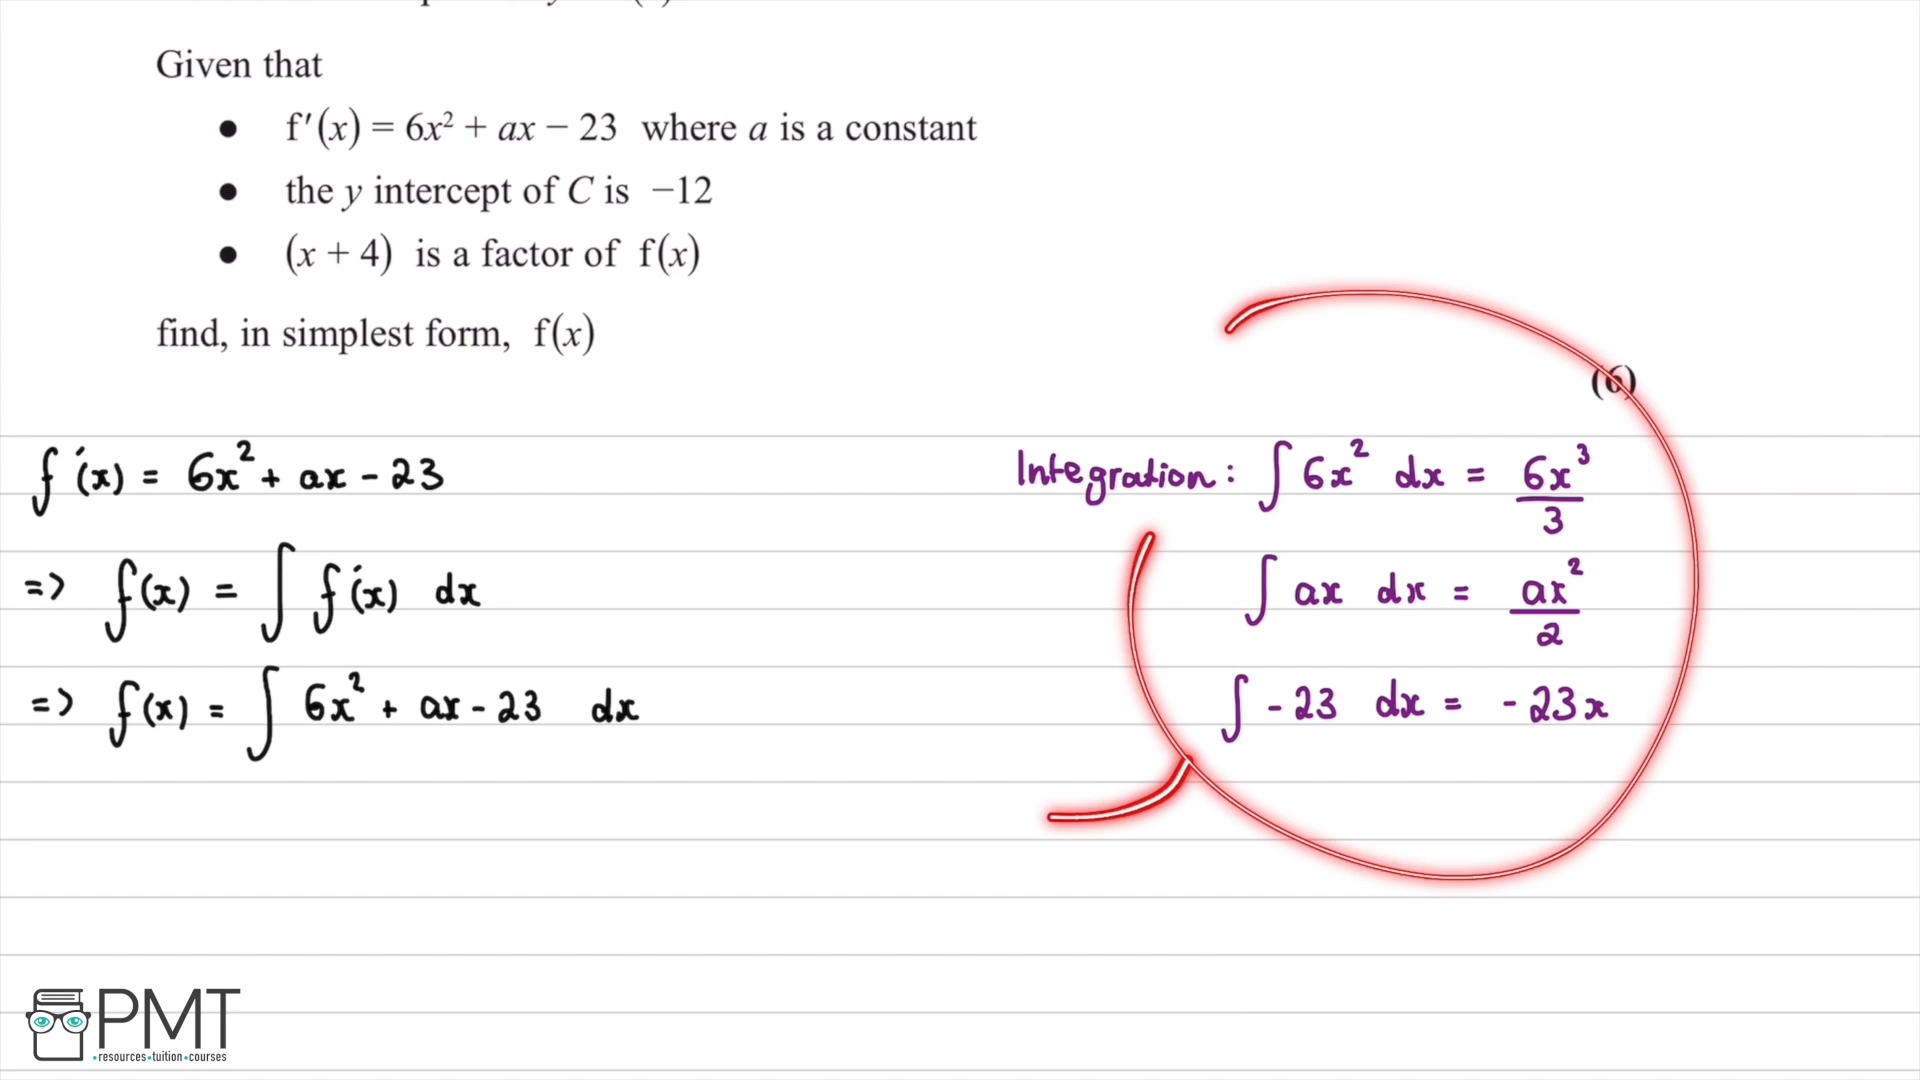 Given that
● f′(x) = 6x² + ax − 23 where a is a constant
● the y intercept of C is −12
● (x + 4) is a factor of f(x)
find, in simplest form, f(x)
(6)
f′(x) = 6x² + ax - 23
=> f(x) = ∫ f′(x) dx
=> f(x) = ∫ 6x² + ax - 23 dx
Integration: ∫ 6x² dx = 6x³/3
∫ ax dx = ax²/2
∫ -23 dx = -23x
PMT
•resources•tuition•courses